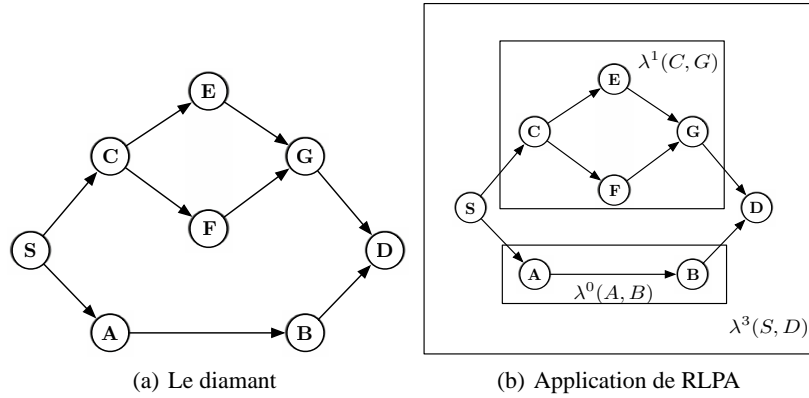 E
C
G
F
S
D
A
B
(a) Le diamant
λ¹(C, G)
E
C
G
F
S
D
A
B
λ⁰(A, B)
λ³(S, D)
(b) Application de RLPA